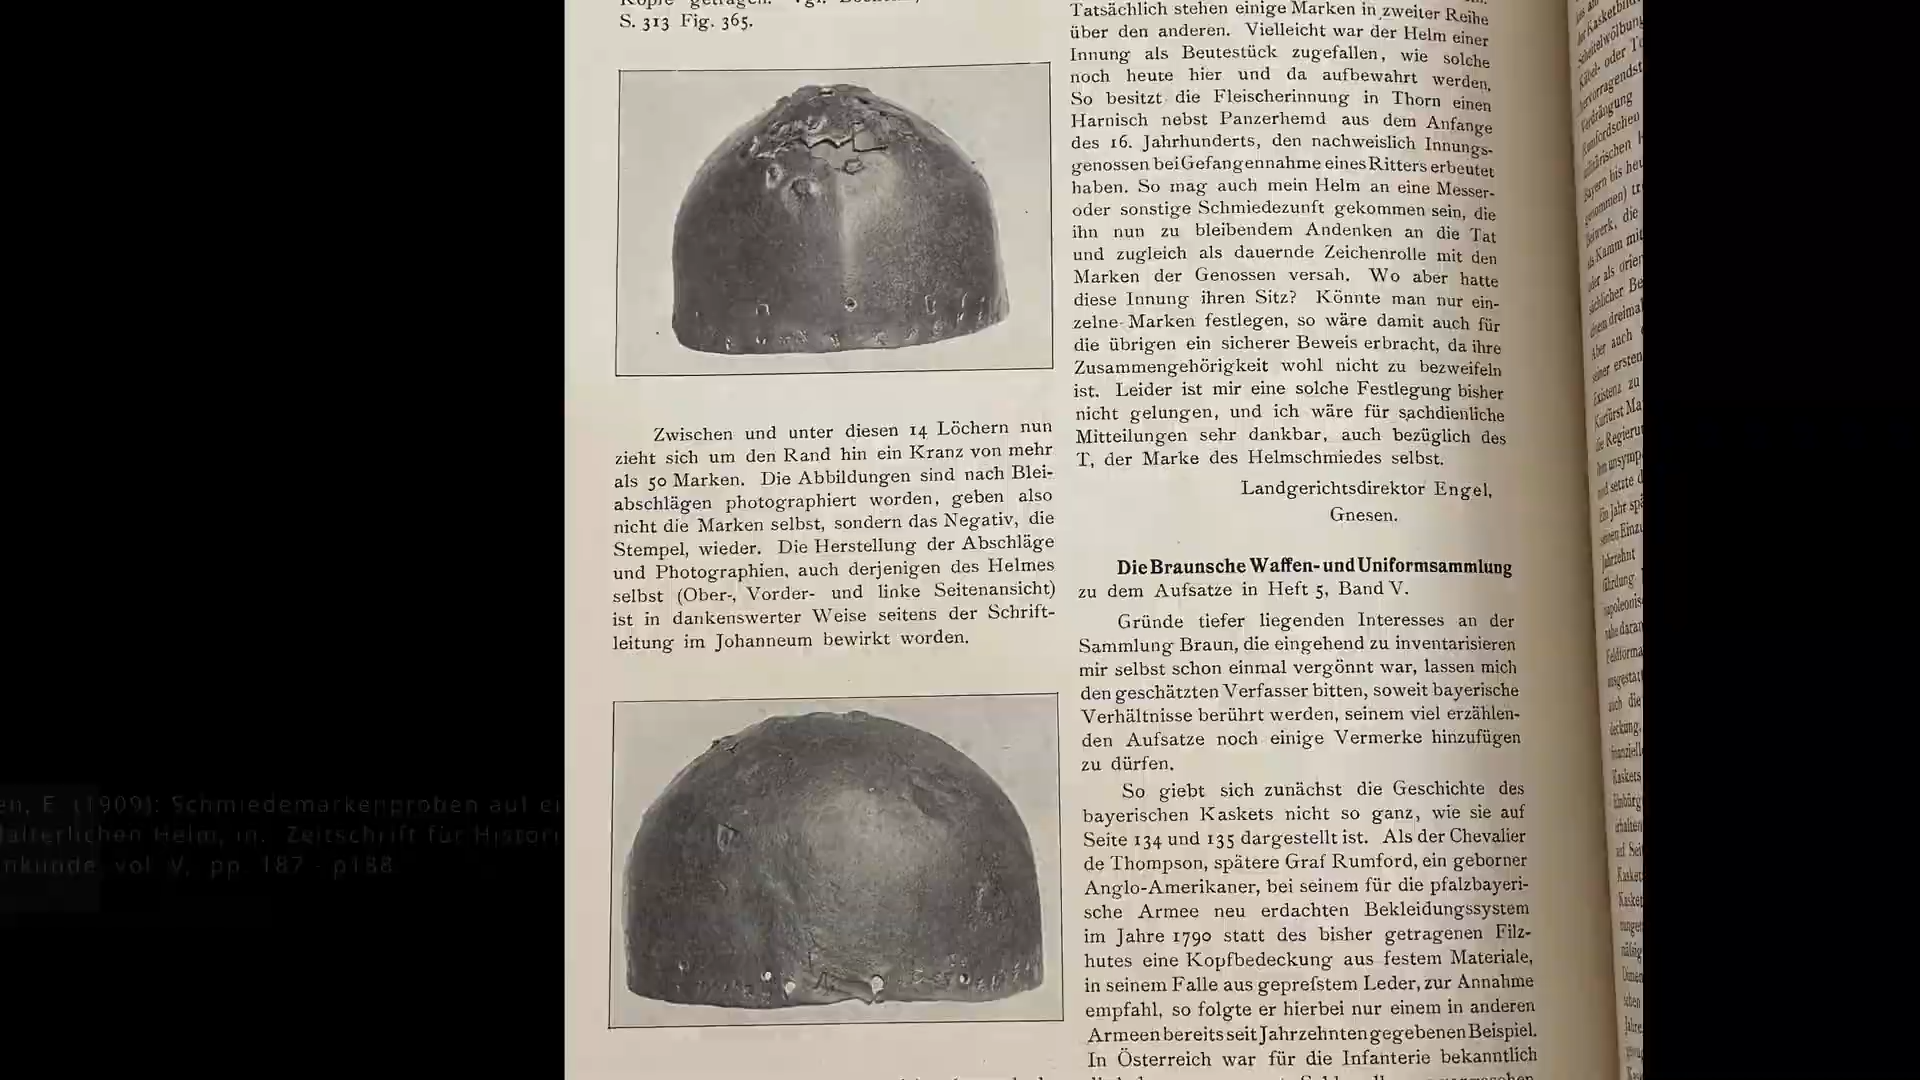 S. 313 Fig. 365.
Zwischen und unter diesen 14 Löchern nun
zieht sich um den Rand hin ein Kranz von mehr
als 50 Marken. Die Abbildungen sind nach Blei-
abschlägen photographiert worden, geben also
nicht die Marken selbst, sondern das Negativ, die
Stempel, wieder. Die Herstellung der Abschläge
und Photographien, auch derjenigen des Helmes
selbst (Ober-, Vorder- und linke Seitenansicht)
ist in dankenswerter Weise seitens der Schrift-
leitung im Johanneum bewirkt worden.
Tatsächlich stehen einige Marken in zweiter Reihe
über den anderen. Vielleicht war der Helm einer
Innung als Beutestück zugefallen, wie solche
noch heute hier und da aufbewahrt werden.
So besitzt die Fleischerinnung in Thorn einen
Harnisch nebst Panzerhemd aus dem Anfange
des 16. Jahrhunderts, den nachweislich Innungs-
genossen bei Gefangennahme eines Ritters erbeutet
haben. So mag auch mein Helm an eine Messer-
oder sonstige Schmiedezunft gekommen sein, die
ihn nun zu bleibendem Andenken an die Tat
und zugleich als dauernde Zeichenrolle mit den
Marken der Genossen versah. Wo aber hatte
diese Innung ihren Sitz? Könnte man nur ein-
zelne Marken festlegen, so wäre damit auch für
die übrigen ein sicherer Beweis erbracht, da ihre
Zusammengehörigkeit wohl nicht zu bezweifeln
ist. Leider ist mir eine solche Festlegung bisher
nicht gelungen, und ich wäre für sachdienliche
Mitteilungen sehr dankbar, auch bezüglich des
T, der Marke des Helmschmiedes selbst.
Landgerichtsdirektor Engel,
Gnesen.
Die Braunsche Waffen- und Uniformsammlung
zu dem Aufsatze in Heft 5, Band V.
Gründe tiefer liegenden Interesses an der
Sammlung Braun, die eingehend zu inventarisieren
mir selbst schon einmal vergönnt war, lassen mich
den geschätzten Verfasser bitten, soweit bayerische
Verhältnisse berührt werden, seinem viel erzählen-
den Aufsatze noch einige Vermerke hinzufügen
zu dürfen.
So giebt sich zunächst die Geschichte des
bayerischen Kaskets nicht so ganz, wie sie auf
Seite 134 und 135 dargestellt ist. Als der Chevalier
de Thompson, spätere Graf Rumford, ein geborner
Anglo-Amerikaner, bei seinem für die pfalzbayeri-
sche Armee neu erdachten Bekleidungssystem
im Jahre 1790 statt des bisher getragenen Filz-
hutes eine Kopfbedeckung aus festem Materiale,
in seinem Falle aus gepreßtem Leder, zur Annahme
empfahl, so folgte er hierbei nur einem in anderen
Armeen bereits seit Jahrzehnten gegebenen Beispiel.
In Österreich war für die Infanterie bekanntlich
en, E. (1909): Schmiedemarkenproben auf ei
alterlichen Helm, in: Zeitschrift für Histori
nkunde, vol V, pp. 187 - p188